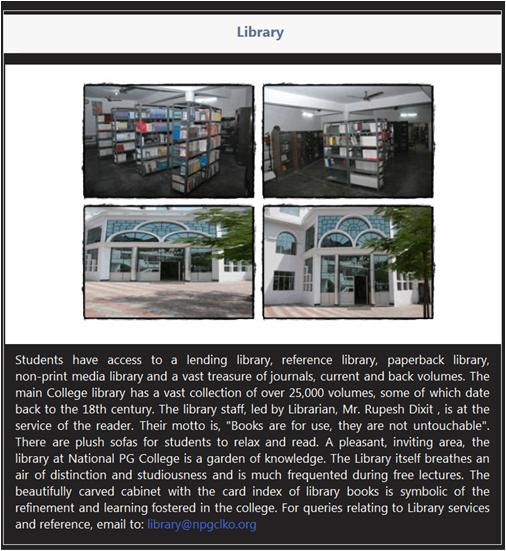 Library
Students have access to a lending library, reference library, paperback library,
non-print media library and a vast treasure of journals, current and back volumes. The
main College library has a vast collection of over 25,000 volumes, some of which date
back to the 18th century. The library staff, led by Librarian, Mr. Rupesh Dixit , is at the
service of the reader. Their motto is, "Books are for use, they are not untouchable".
There are plush sofas for students to relax and read. A pleasant, inviting area, the
library at National PG College is a garden of knowledge. The Library itself breathes an
air of distinction and studiousness and is much frequented during free lectures. The
beautifully carved cabinet with the card index of library books is symbolic of the
refinement and learning fostered in the college. For queries relating to Library services
and reference, email to: library@npgclko.org